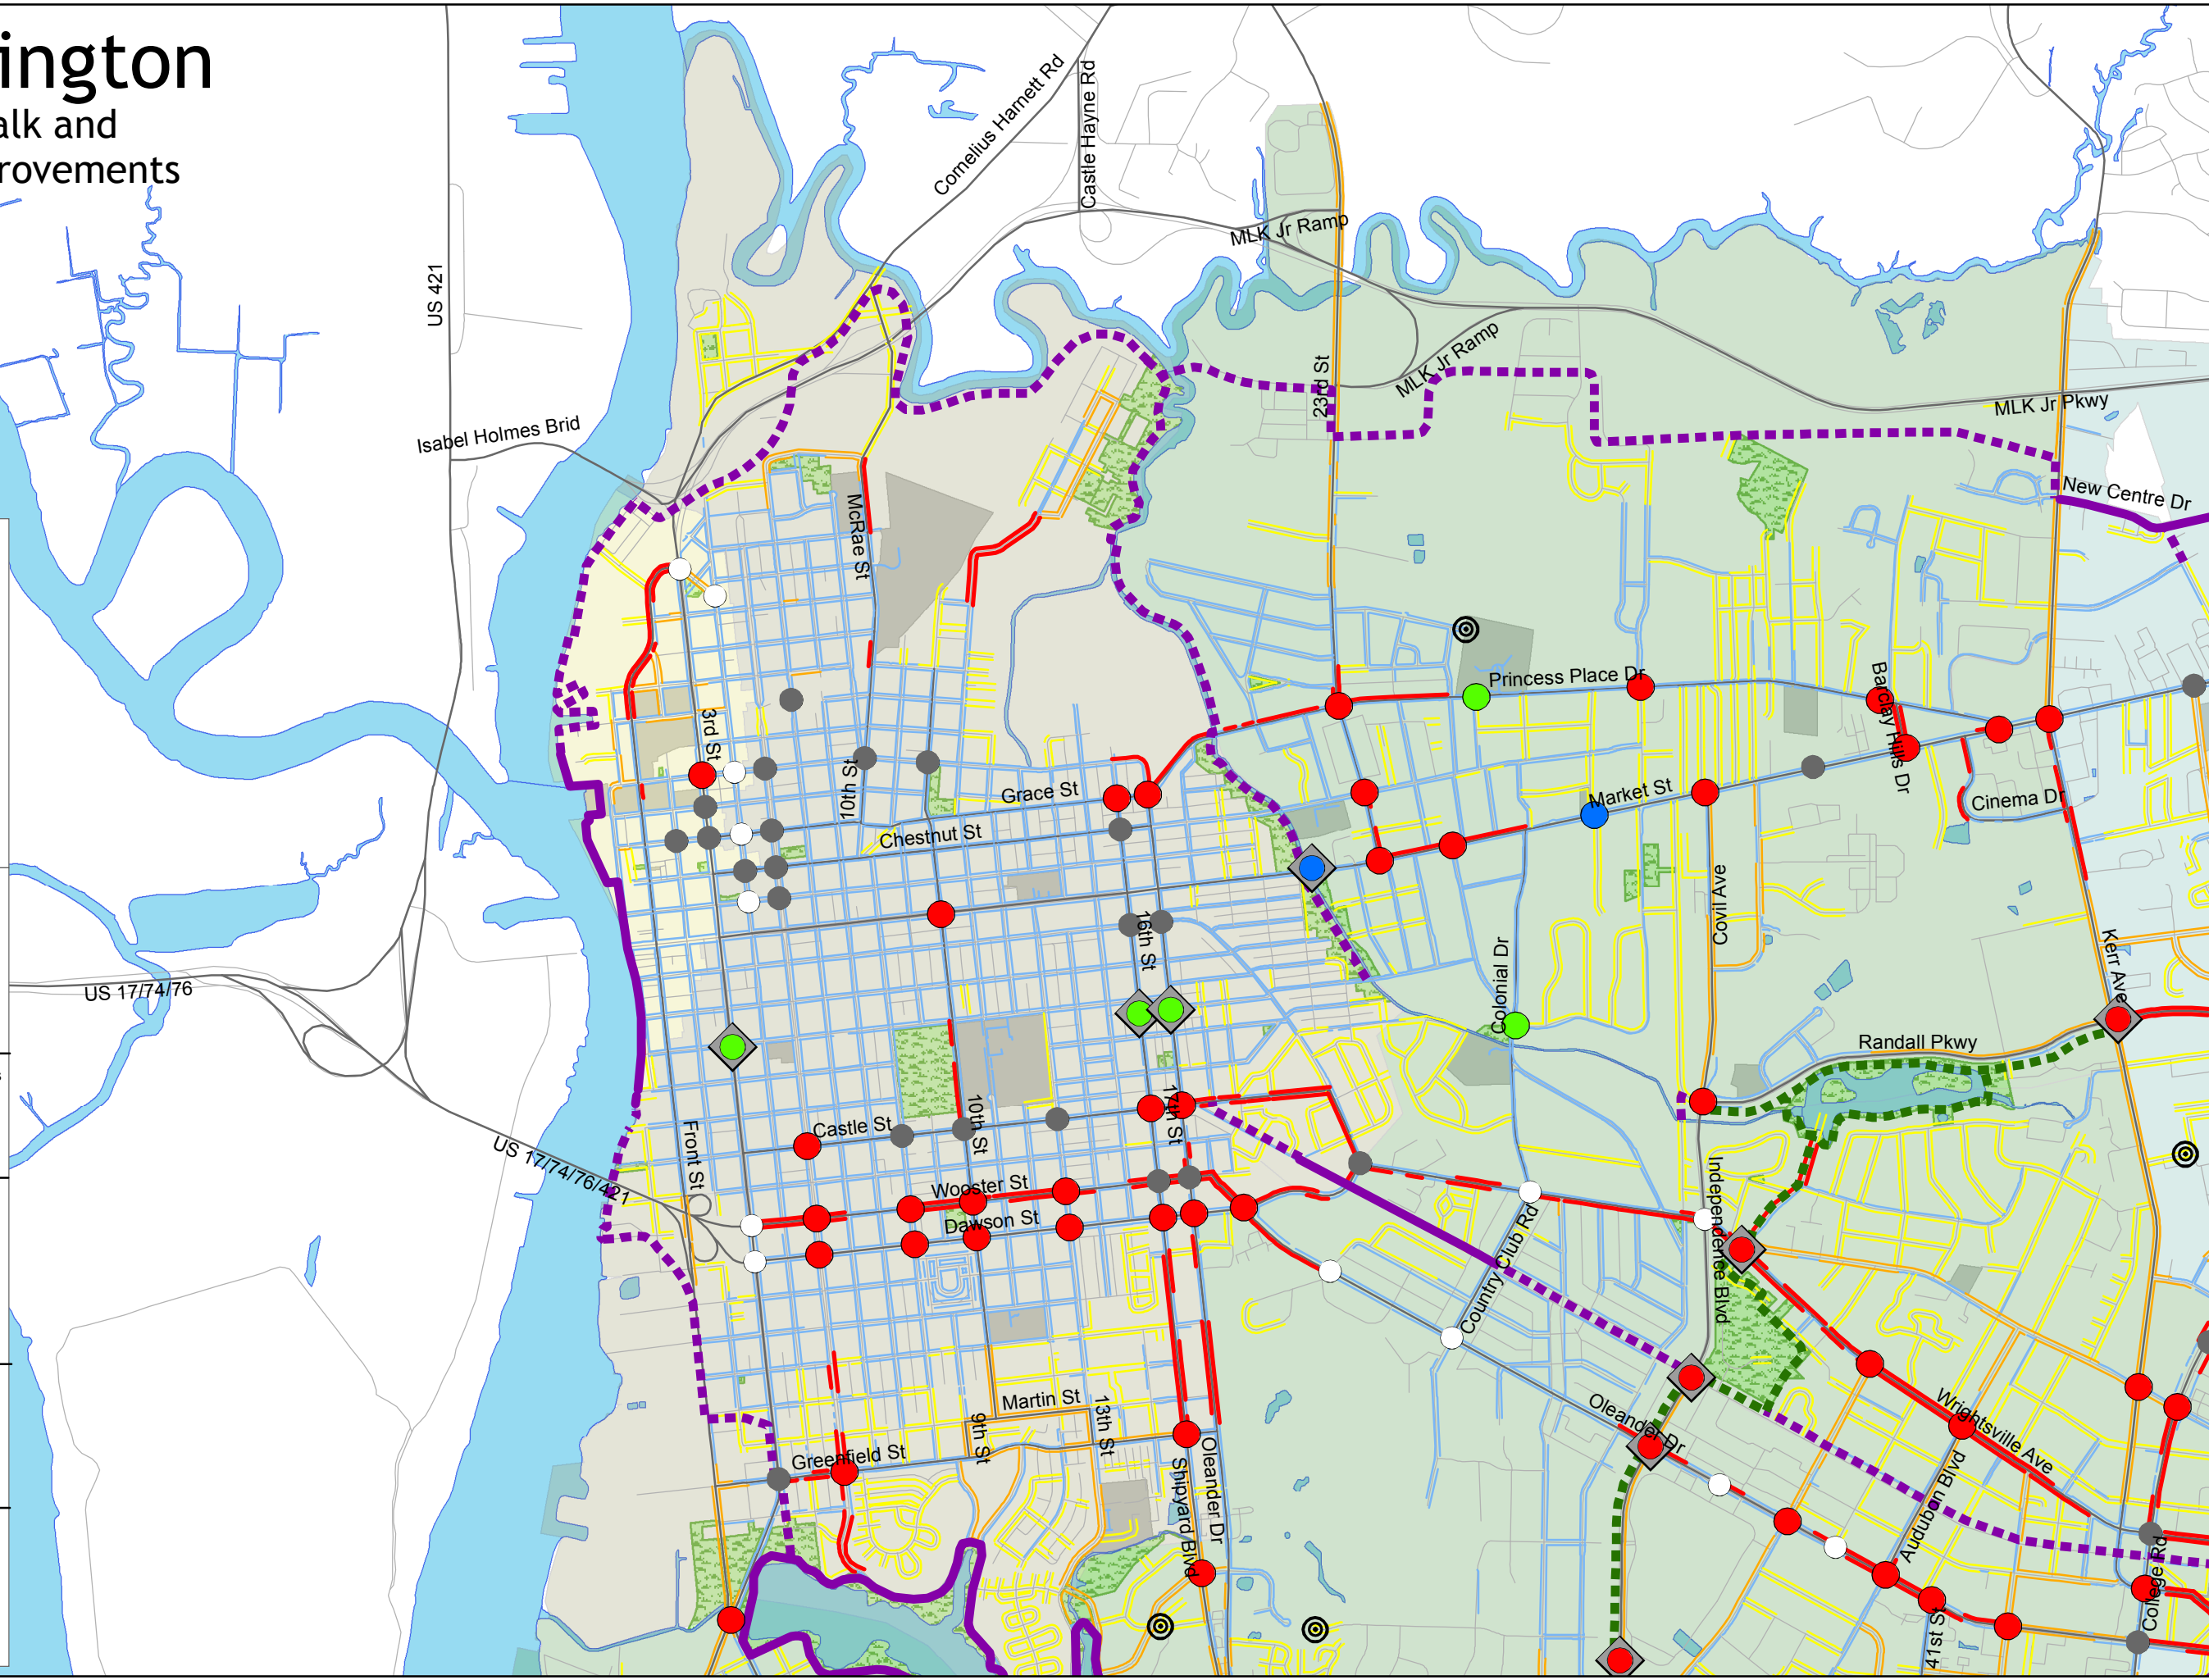 ington
alk and
rovements
Cornelius Harnett Rd
Castle Hayne Rd
MLK Jr Ramp
US 421
MLK Jr Ramp
23rd St
MLK Jr Pkwy
Isabel Holmes Brid
New Centre Dr
McRae St
Princess Place Dr
Barclay Hills Dr
3rd St
10th St
Grace St
Market St
Cinema Dr
Chestnut St
Covil Ave
16th St
Kerr Ave
Colonial Dr
US 17/74/76
Randall Pkwy
Castle St
10th St
17th St
Front St
US 17/74/76/421
Wooster St
Independence Blvd
Dawson St
Country Club Rd
Martin St
9th St
13th St
Oleander Dr
Wrightsville Ave
Greenfield St
Oleander Dr
Shipyard Blvd
Audubon Blvd
College Rd
41st St